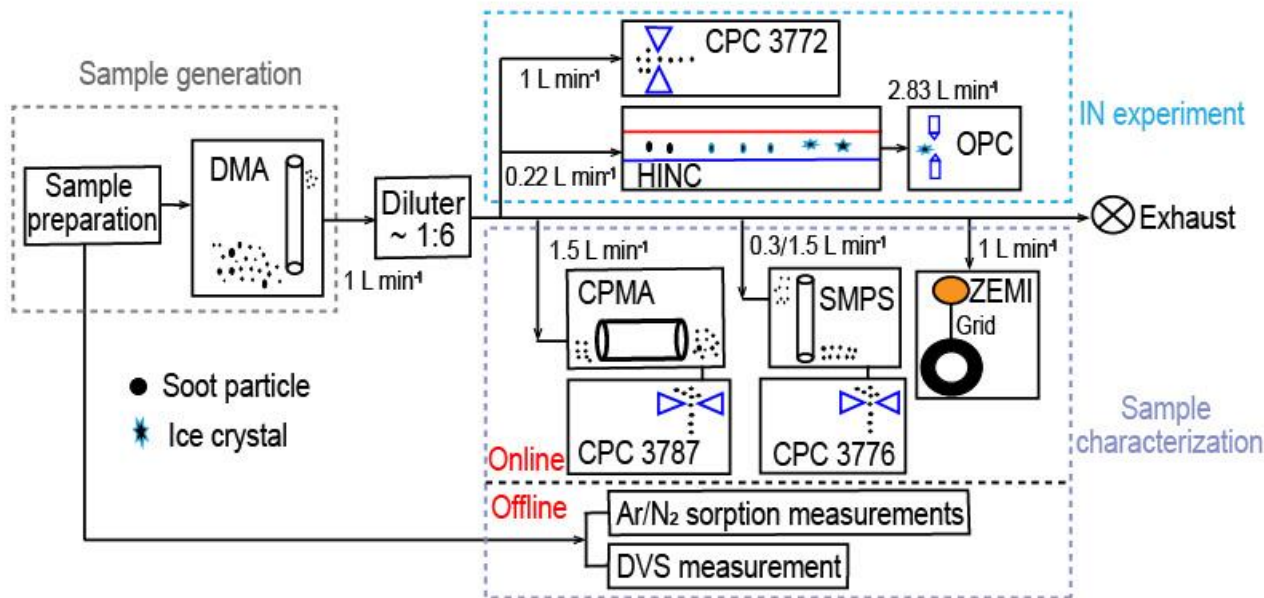 Sample generation
Sample
preparation
DMA
1 L min⁻¹
Diluter
~ 1:6
CPC 3772
1 L min⁻¹
0.22 L min⁻¹
HINC
2.83 L min⁻¹
OPC
IN experiment
Exhaust
1.5 L min⁻¹
CPMA
CPC 3787
0.3/1.5 L min⁻¹
SMPS
CPC 3776
1 L min⁻¹
ZEMI
Grid
Sample
characterization
Soot particle
Ice crystal
Online
Offline
Ar/N₂ sorption measurements
DVS measurement